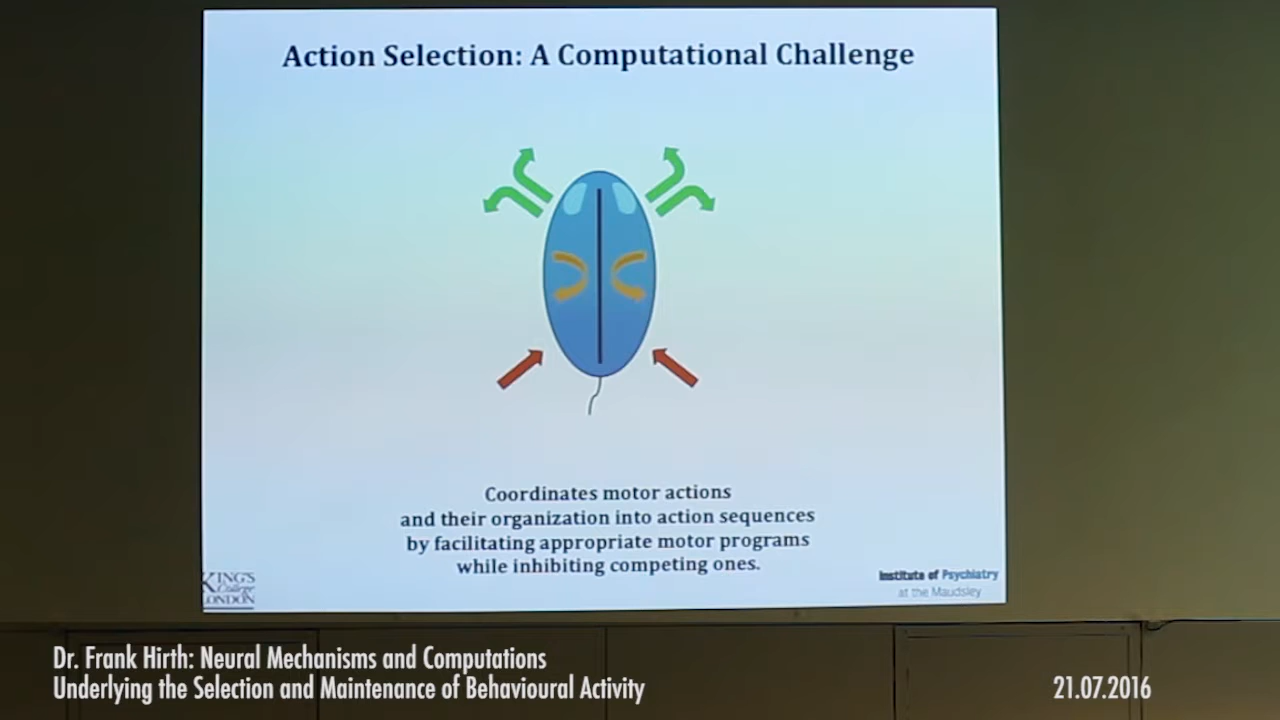 Action Selection: A Computational Challenge
Coordinates motor actions
and their organization into action sequences
by facilitating appropriate motor programs
while inhibiting competing ones.
KING'S
College
LONDON
Institute of Psychiatry
at the Maudsley
Dr. Frank Hirth: Neural Mechanisms and Computations
Underlying the Selection and Maintenance of Behavioural Activity
21.07.2016